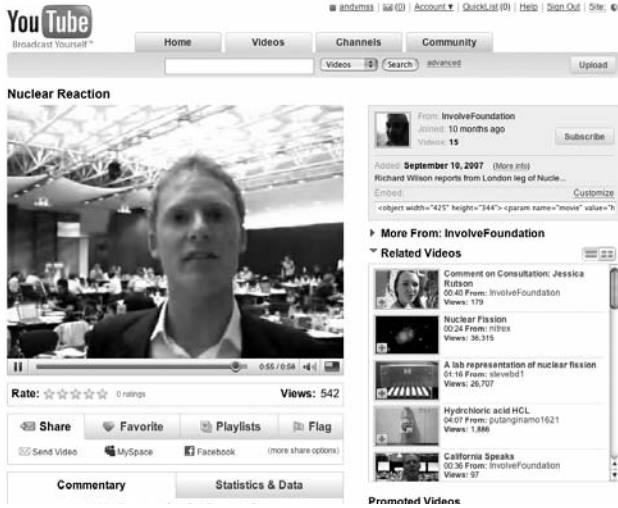 andymss | (0) | Account ▼ | QuickList (0) | Help | Sign Out | Site:
YouTube
Broadcast Yourself™
Home
Videos
Channels
Community
Videos
Search
advanced
Upload
Nuclear Reaction
0:55 / 0:58
Rate:
0 ratings
Views: 542
Share
Favorite
Playlists
Flag
Send Video
MySpace
Facebook
(more share options)
Commentary
Statistics & Data
From: InvolveFoundation
Joined: 10 months ago
Videos: 15
Subscribe
Added: September 10, 2007 (More info)
Richard Wilson reports from London leg of Nucle...
Embed:
Customize
<object width="425" height="344"><param name="movie" value="h
More From: InvolveFoundation
Related Videos
Comment on Consultation: Jessica
Rutson
00:40 From: InvolveFoundation
Views: 179
Nuclear Fission
00:24 From: nitrex
Views: 36,315
A lab representation of nuclear fission
01:16 From: stevebd1
Views: 26,707
Hydrchloric acid HCL
04:07 From: putanginamo1621
Views: 1,886
California Speaks
00:36 From: InvolveFoundation
Views: 97
Promoted Videos